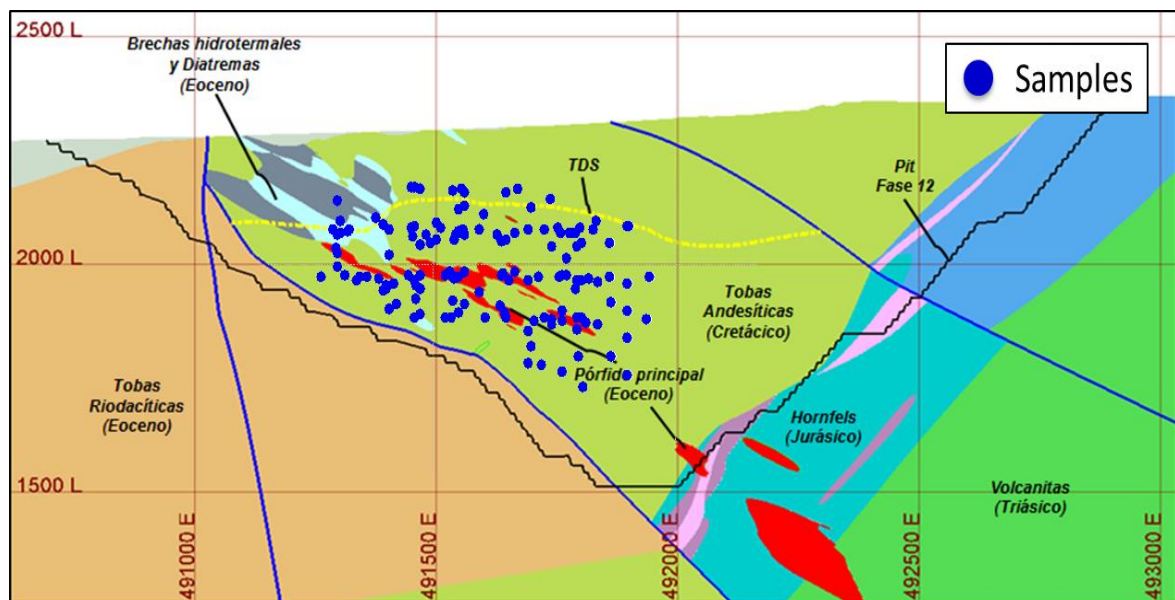 2500 L
Brechas hidrotermales
y Diatremas
(Eoceno)
Samples
TDS
Pit
Fase 12
2000 L
Tobas
Andesíticas
(Cretácico)
Tobas
Riodacíticas
(Eoceno)
Pórfido principal
(Eoceno)
Hornfels
(Jurásico)
1500 L
Volcanitas
(Triásico)
491000 E
491500 E
492000 E
492500 E
493000 E